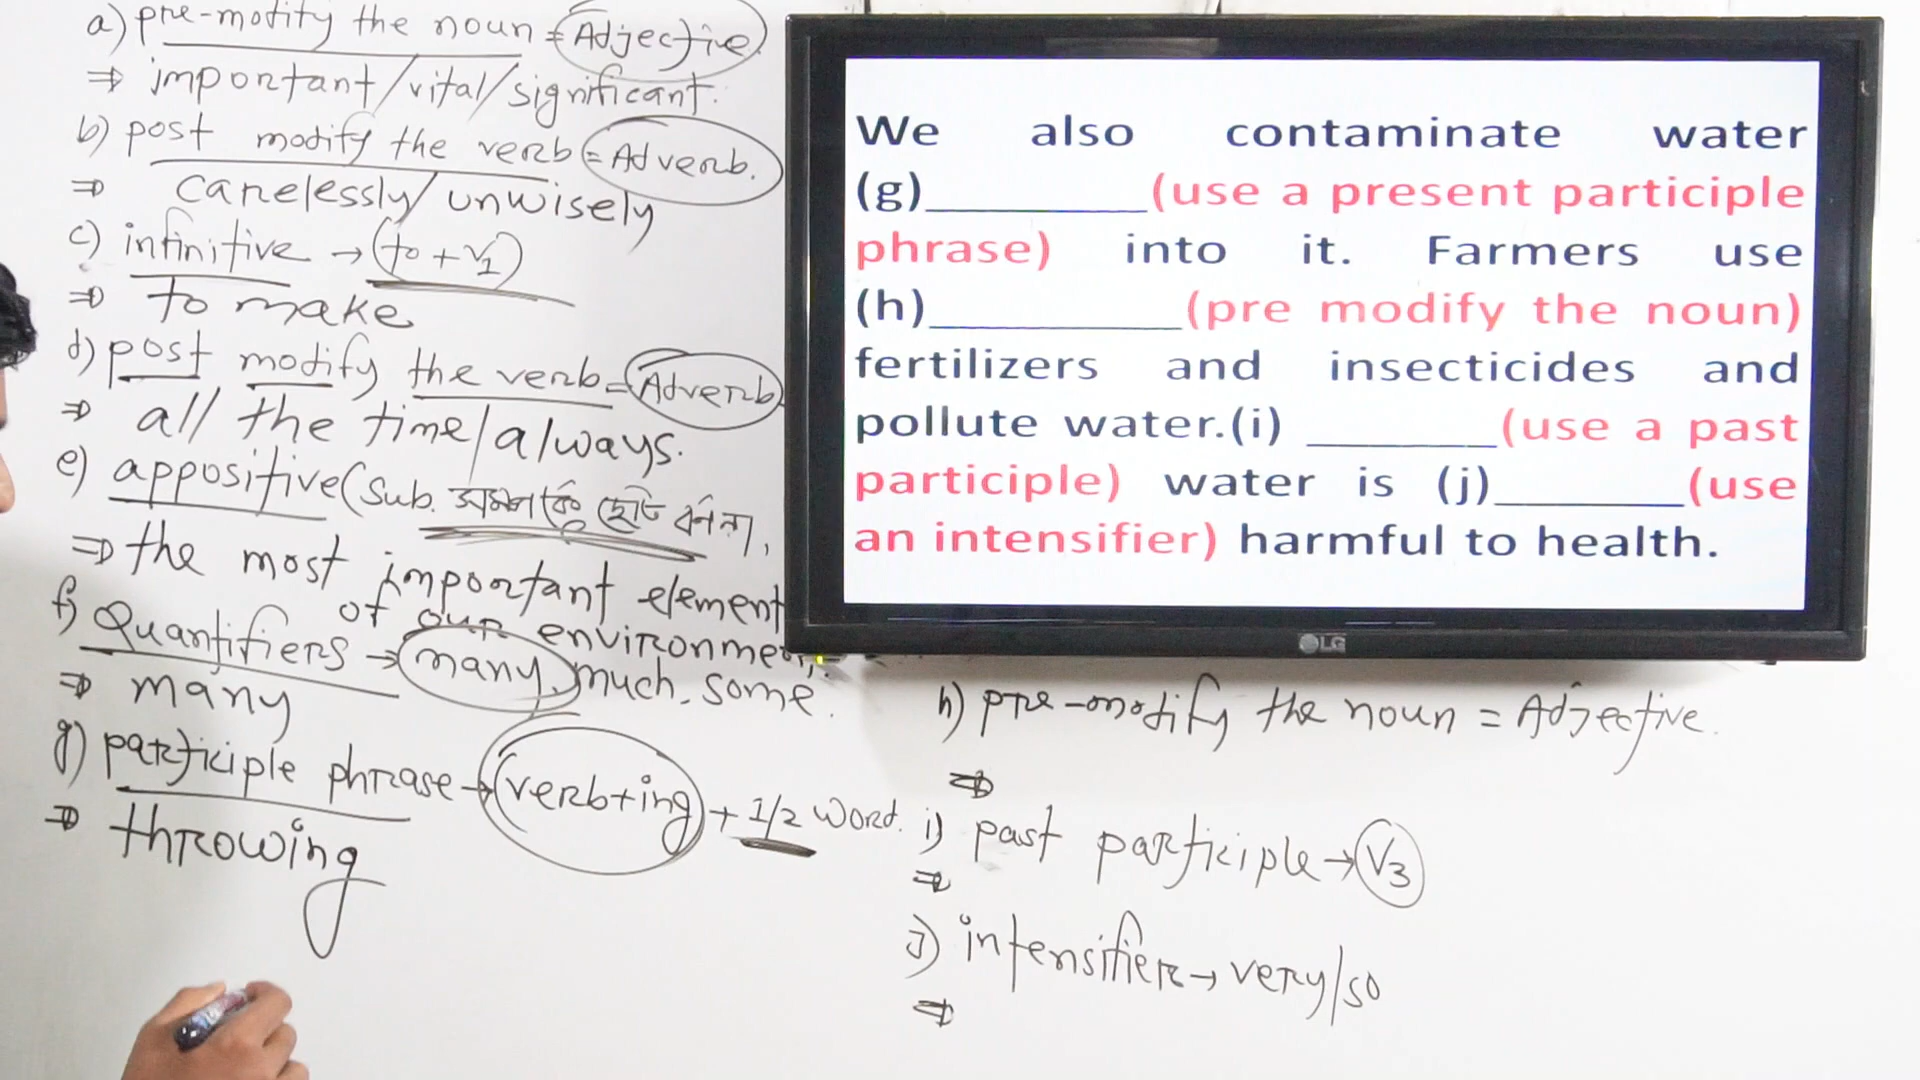 a) pre-modify the noun = Adjective.
⇒ important/vital/significant.
b) post modify the verb = Adverb.
⇒ carelessly/unwisely
c) infinitive → (to + V1)
⇒ to make
d) post modify the verb = Adverb
⇒ all the time/always.
e) appositive (Sub.
⇒ the most important element
of our environment,
f) Quantifiers → many, much, some.
⇒ many
g) participle phrase → (verb+ing) + 1/2 word.
⇒ throwing
We also contaminate water
(g)________(use a present participle
phrase) into it. Farmers use
(h)_________(pre modify the noun)
fertilizers and insecticides and
pollute water.(i) _______(use a past
participle) water is (j)_______(use
an intensifier) harmful to health.
LG
h) pre-modify the noun = Adjective.
⇒
i) past participle → V3
⇒
j) intensifier → very/so
⇒